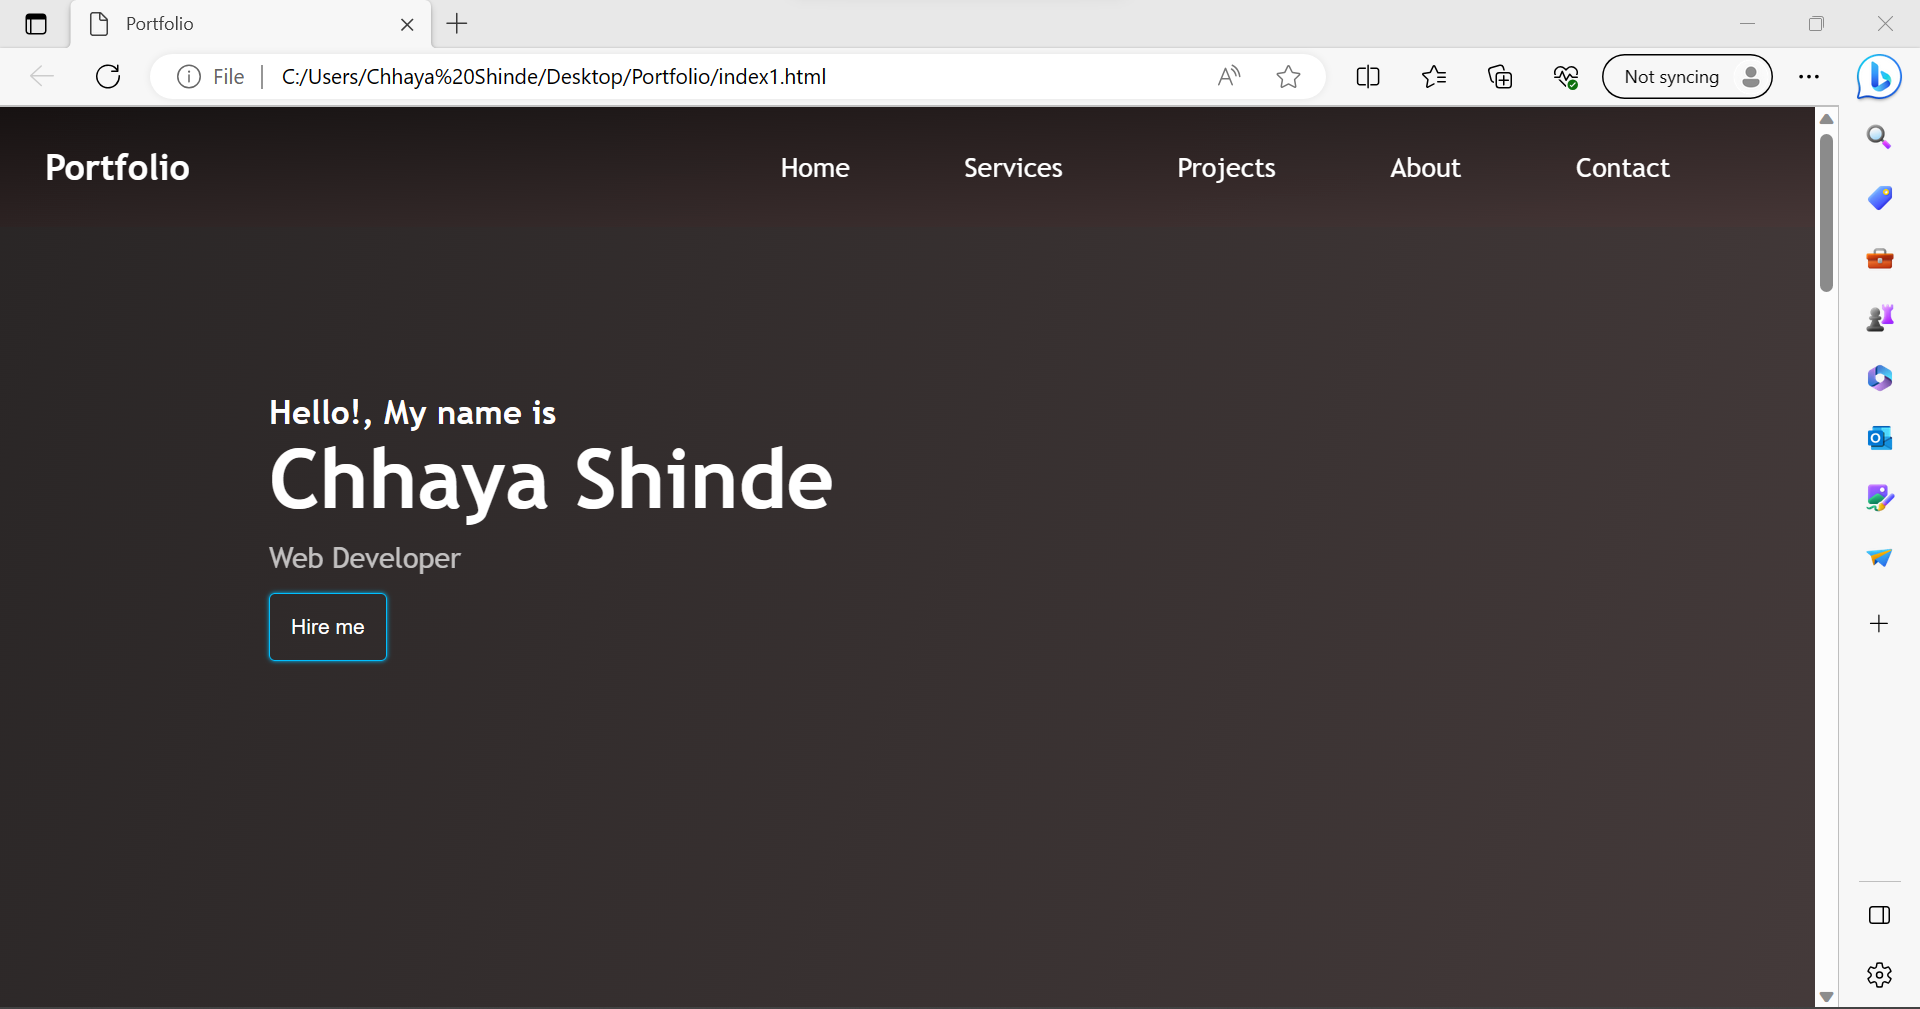 Portfolio
File
C:/Users/Chhaya%20Shinde/Desktop/Portfolio/index1.html
Not syncing
Portfolio
Home
Services
Projects
About
Contact
Hello!, My name is
Chhaya Shinde
Web Developer
Hire me